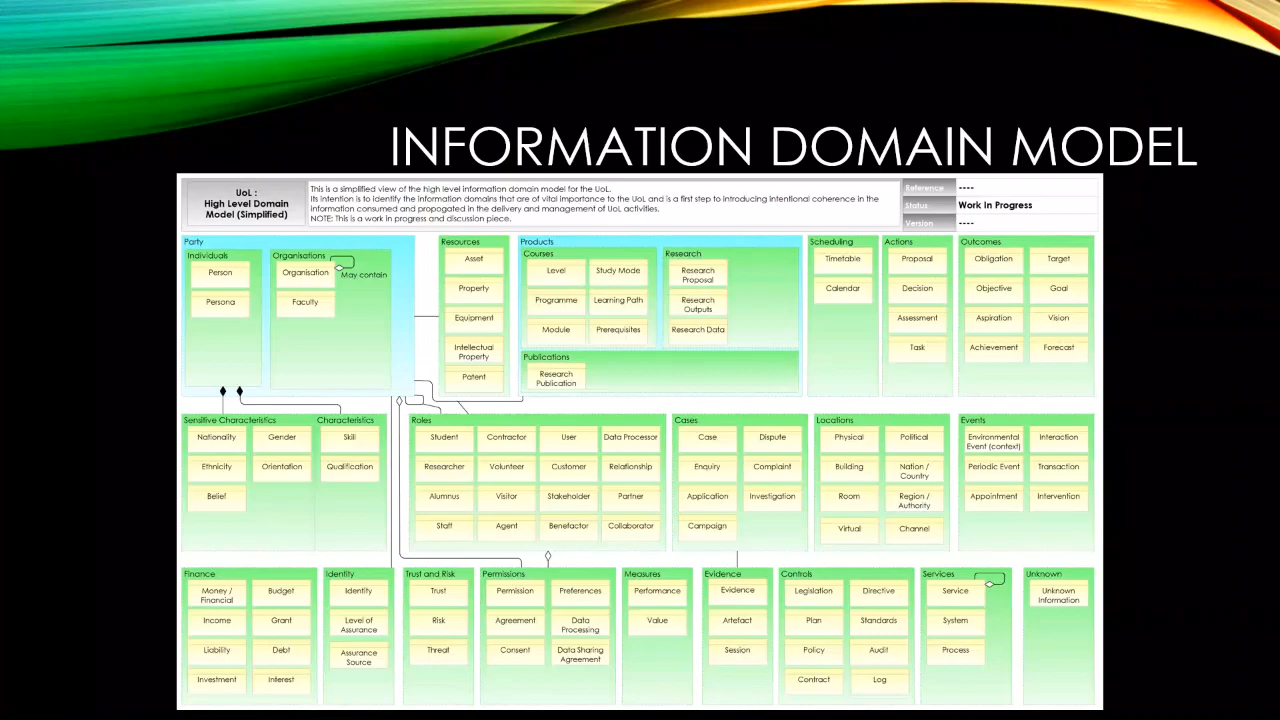 INFORMATION DOMAIN MODEL
UoL :
High Level Domain
Model (Simplified)
This is a simplified view of the high level information domain model for the UoL.
Its intention is to identify the information domains that are of vital importance to the UoL and is a first step to introducing intentional coherence in the
information consumed and propogated in the delivery and management of UoL activities.
NOTE: This is a work in progress and discussion piece.
Reference ----
Status Work In Progress
Version ----
Party
Individuals
Person
Persona
Organisations
Organisation
May contain
Faculty
Resources
Asset
Property
Equipment
Intellectual
Property
Patent
Products
Courses
Level
Study Mode
Programme
Learning Path
Module
Prerequisites
Research
Research
Proposal
Research
Outputs
Research Data
Publications
Research
Publication
Scheduling
Timetable
Calendar
Actions
Proposal
Decision
Assessment
Task
Outcomes
Obligation
Target
Objective
Goal
Aspiration
Vision
Achievement
Forecast
Sensitive Characteristics
Nationality
Gender
Ethnicity
Orientation
Belief
Characteristics
Skill
Qualification
Roles
Student
Contractor
User
Data Processor
Researcher
Volunteer
Customer
Relationship
Alumnus
Visitor
Stakeholder
Partner
Staff
Agent
Benefactor
Collaborator
Cases
Case
Dispute
Enquiry
Complaint
Application
Investigation
Campaign
Locations
Physical
Political
Building
Nation /
Country
Room
Region /
Authority
Virtual
Channel
Events
Environmental
Event (context)
Interaction
Periodic Event
Transaction
Appointment
Intervention
Finance
Money /
Financial
Budget
Income
Grant
Liability
Debt
Investment
Interest
Identity
Identity
Level of
Assurance
Assurance
Source
Trust and Risk
Trust
Risk
Threat
Permissions
Permission
Preferences
Agreement
Data
Processing
Consent
Data Sharing
Agreement
Measures
Performance
Value
Evidence
Evidence
Artefact
Session
Controls
Legislation
Directive
Plan
Standards
Policy
Audit
Contract
Log
Services
Service
System
Process
Unknown
Unknown
Information